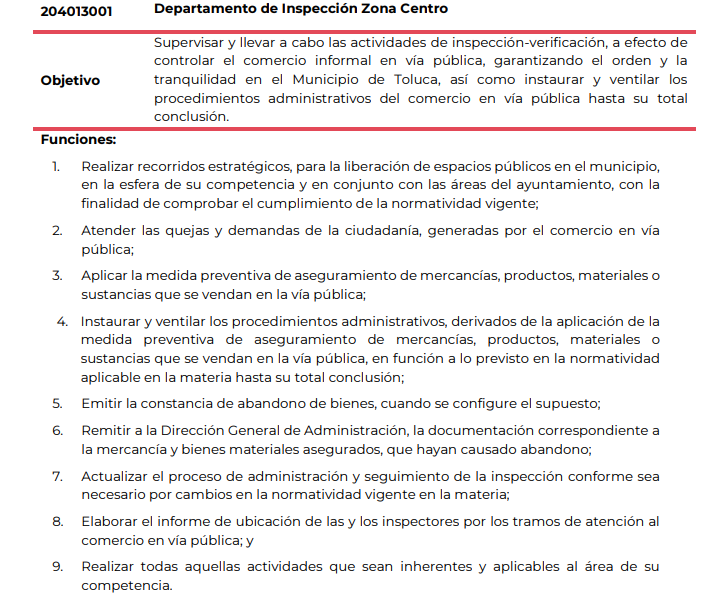 204013001 Departamento de Inspección Zona Centro
Objetivo
Supervisar y llevar a cabo las actividades de inspección-verificación, a efecto de
controlar el comercio informal en vía pública, garantizando el orden y la
tranquilidad en el Municipio de Toluca, así como instaurar y ventilar los
procedimientos administrativos del comercio en vía pública hasta su total
conclusión.
Funciones:
1. Realizar recorridos estratégicos, para la liberación de espacios públicos en el municipio,
en la esfera de su competencia y en conjunto con las áreas del ayuntamiento, con la
finalidad de comprobar el cumplimiento de la normatividad vigente;
2. Atender las quejas y demandas de la ciudadanía, generadas por el comercio en vía
pública;
3. Aplicar la medida preventiva de aseguramiento de mercancías, productos, materiales o
sustancias que se vendan en la vía pública;
4. Instaurar y ventilar los procedimientos administrativos, derivados de la aplicación de la
medida preventiva de aseguramiento de mercancías, productos, materiales o
sustancias que se vendan en la vía pública, en función a lo previsto en la normatividad
aplicable en la materia hasta su total conclusión;
5. Emitir la constancia de abandono de bienes, cuando se configure el supuesto;
6. Remitir a la Dirección General de Administración, la documentación correspondiente a
la mercancía y bienes materiales asegurados, que hayan causado abandono;
7. Actualizar el proceso de administración y seguimiento de la inspección conforme sea
necesario por cambios en la normatividad vigente en la materia;
8. Elaborar el informe de ubicación de las y los inspectores por los tramos de atención al
comercio en vía pública; y
9. Realizar todas aquellas actividades que sean inherentes y aplicables al área de su
competencia.